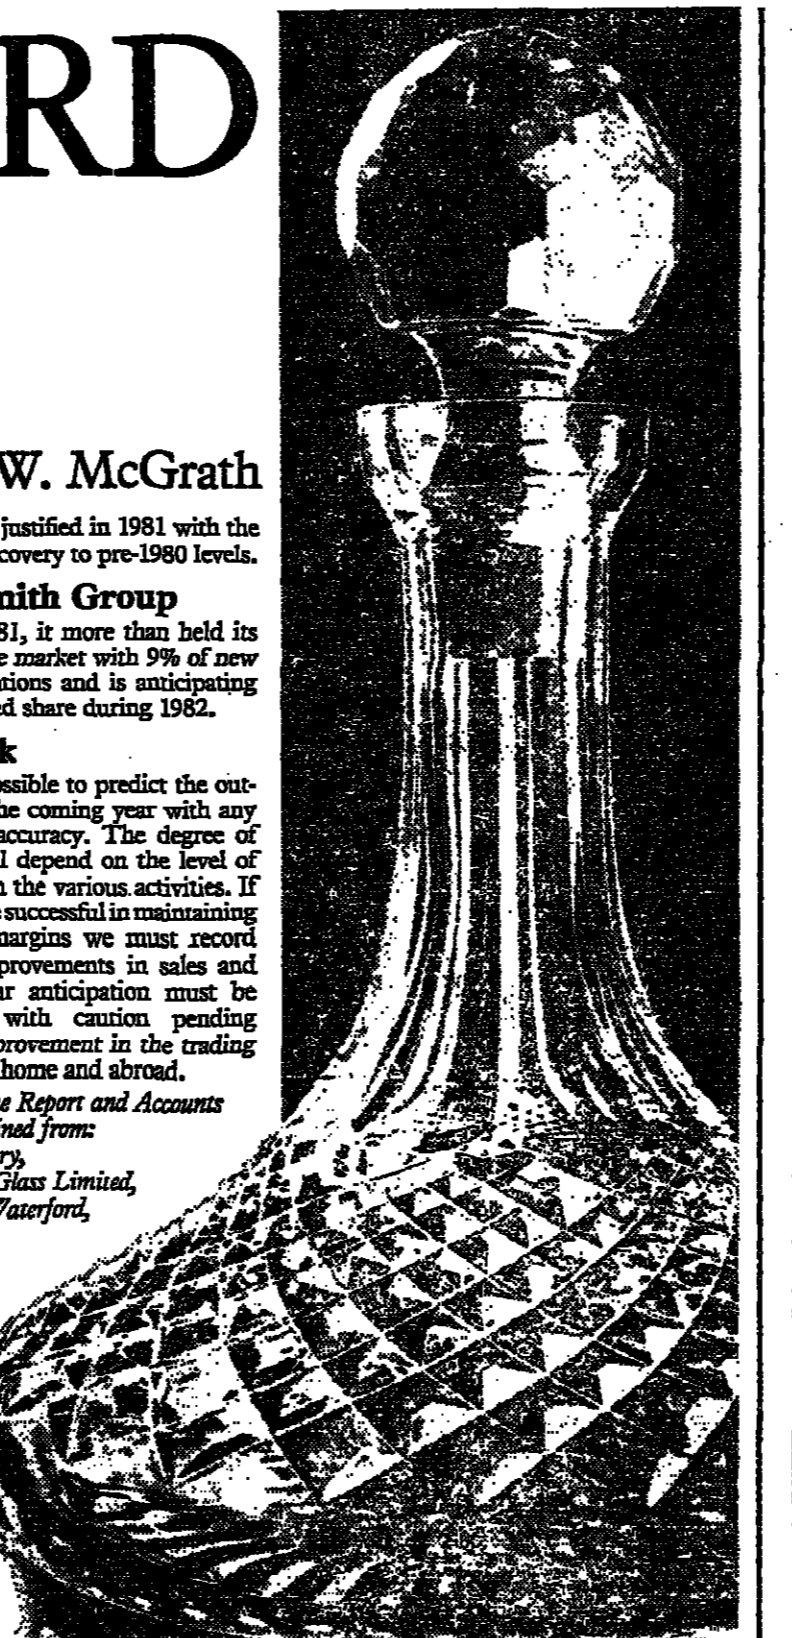 RD
W. McGrath
justified in 1981 with the
covery to pre-1980 levels.
mith Group
81, it more than held its
e market with 9% of new
tions and is anticipating
ed share during 1982.
k
ossible to predict the out-
he coming year with any
accuracy. The degree of
l depend on the level of
n the various activities. If
e successful in maintaining
margins we must record
provements in sales and
ur anticipation must be
with caution pending
provement in the trading
home and abroad.
e Report and Accounts
ined from:
ry,
Glass Limited,
Waterford,